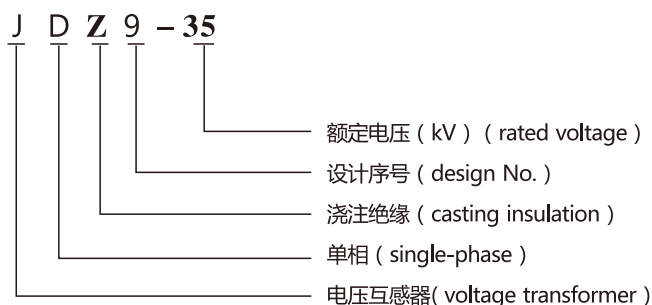 J D Z 9 – 35
额定电压（kV）（rated voltage）
设计序号（design No.）
浇注绝缘（casting insulation）
单相（single-phase）
电压互感器( voltage transformer )